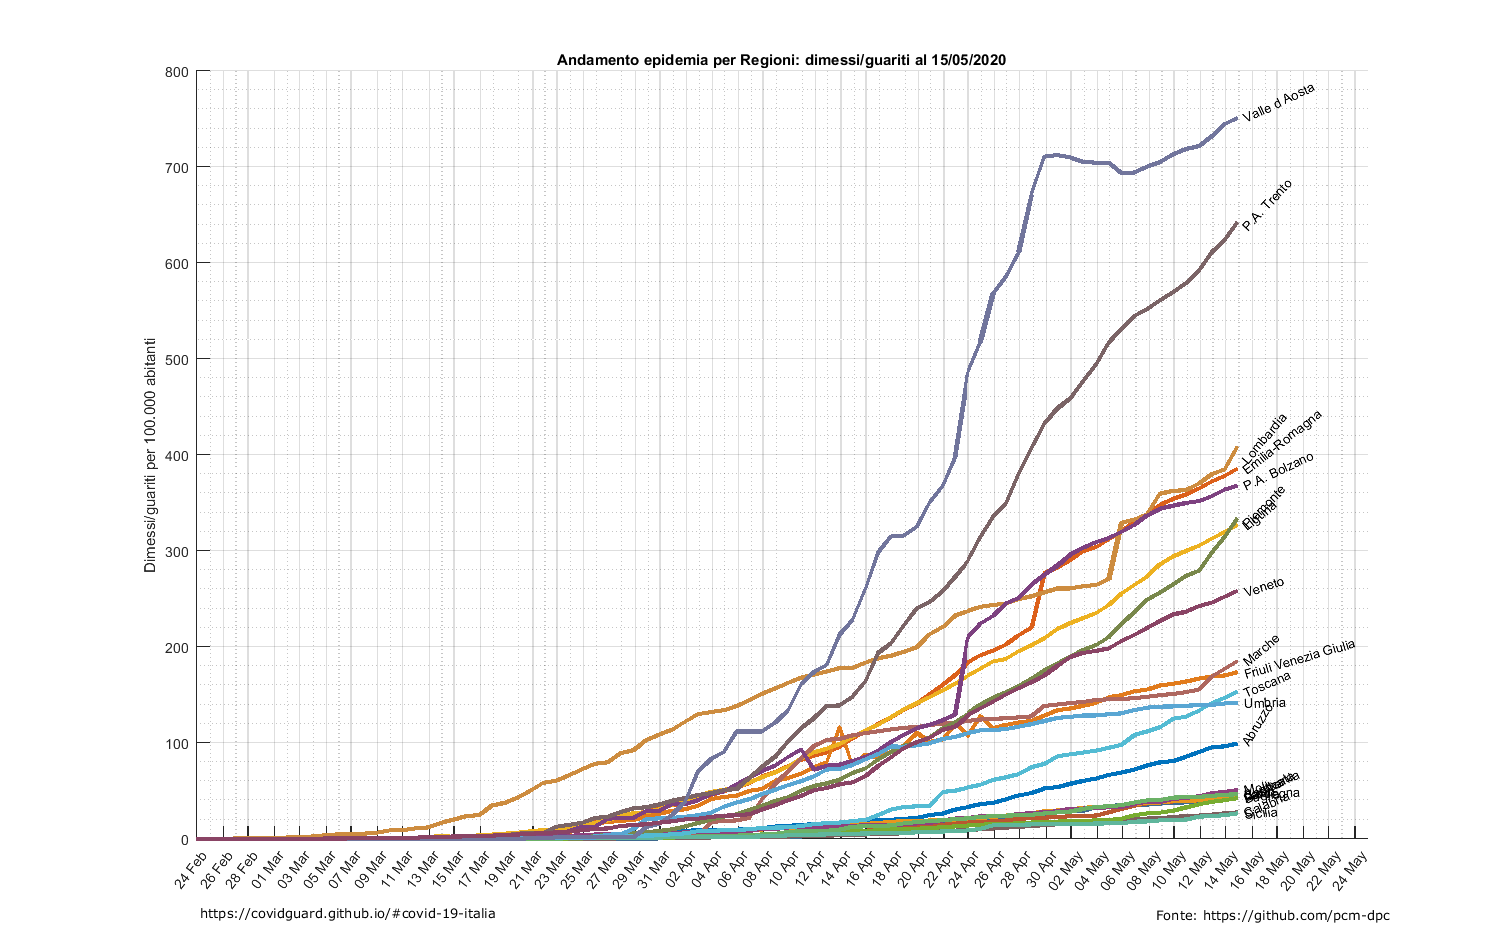 Andamento epidemia per Regioni: dimessi/guariti al 15/05/2020
Dimessi/guariti per 100.000 abitanti
800
700
600
500
400
300
200
100
0
Valle d Aosta
P.A. Trento
Lombardia
Emilia-Romagna
P.A. Bolzano
Piemonte
Liguria
Veneto
Marche
Friuli Venezia Giulia
Toscana
Umbria
Abruzzo
Calabria
Sicilia
24 Feb
26 Feb
28 Feb
01 Mar
03 Mar
05 Mar
07 Mar
09 Mar
11 Mar
13 Mar
15 Mar
17 Mar
19 Mar
21 Mar
23 Mar
25 Mar
27 Mar
29 Mar
31 Mar
02 Apr
04 Apr
06 Apr
08 Apr
10 Apr
12 Apr
14 Apr
16 Apr
18 Apr
20 Apr
22 Apr
24 Apr
26 Apr
28 Apr
30 Apr
02 May
04 May
06 May
08 May
10 May
12 May
14 May
16 May
18 May
20 May
22 May
24 May
https://covidguard.github.io/#covid-19-italia
Fonte: https://github.com/pcm-dpc